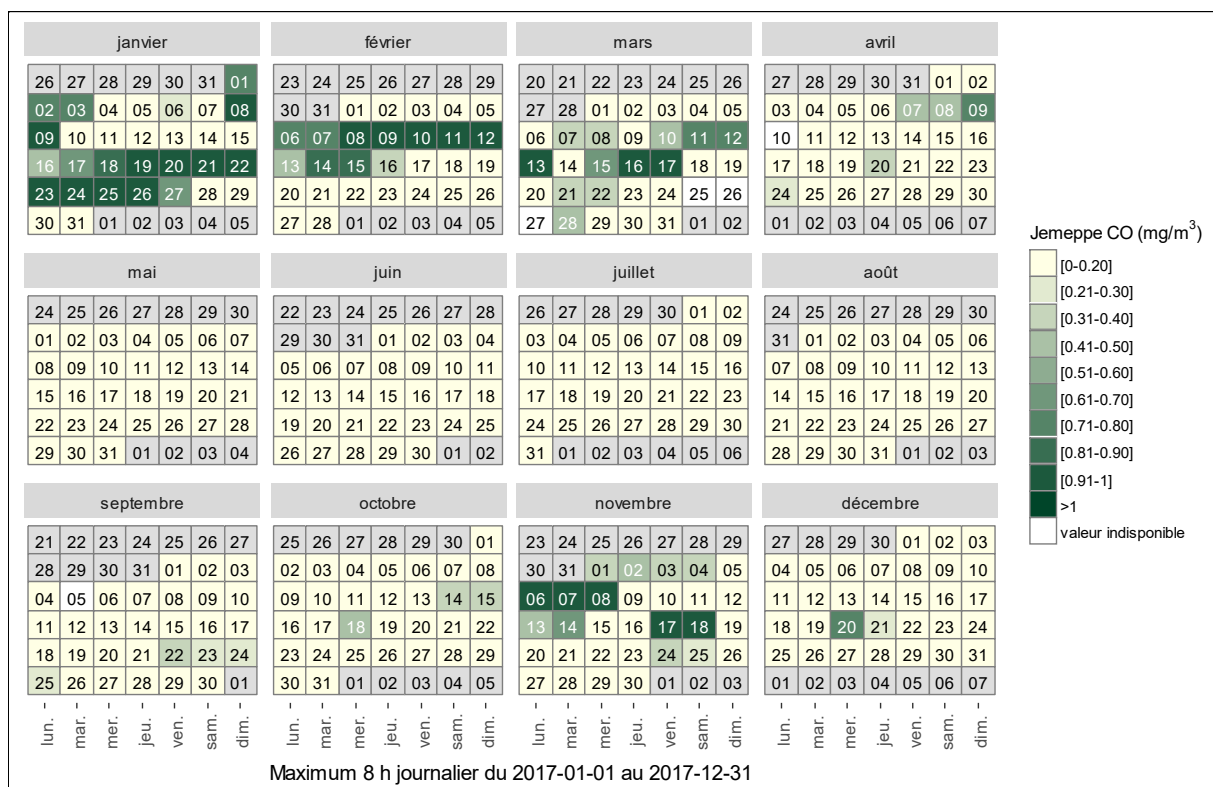 janvier février mars avril
26 27 28 29 30 31 01 23 24 25 26 27 28 29 20 21 22 23 24 25 26 27 28 29 30 31 01 02
02 03 04 05 06 07 08 30 31 01 02 03 04 05 27 28 01 02 03 04 05 03 04 05 06 07 08 09
09 10 11 12 13 14 15 06 07 08 09 10 11 12 06 07 08 09 10 11 12 10 11 12 13 14 15 16
16 17 18 19 20 21 22 13 14 15 16 17 18 19 13 14 15 16 17 18 19 17 18 19 20 21 22 23
23 24 25 26 27 28 29 20 21 22 23 24 25 26 20 21 22 23 24 25 26 24 25 26 27 28 29 30
30 31 01 02 03 04 05 27 28 01 02 03 04 05 27 28 29 30 31 01 02 01 02 03 04 05 06 07
mai juin juillet août
24 25 26 27 28 29 30 22 23 24 25 26 27 28 26 27 28 29 30 01 02 24 25 26 27 28 29 30
01 02 03 04 05 06 07 29 30 31 01 02 03 04 03 04 05 06 07 08 09 31 01 02 03 04 05 06
08 09 10 11 12 13 14 05 06 07 08 09 10 11 10 11 12 13 14 15 16 07 08 09 10 11 12 13
15 16 17 18 19 20 21 12 13 14 15 16 17 18 17 18 19 20 21 22 23 14 15 16 17 18 19 20
22 23 24 25 26 27 28 19 20 21 22 23 24 25 24 25 26 27 28 29 30 21 22 23 24 25 26 27
29 30 31 01 02 03 04 26 27 28 29 30 01 02 31 01 02 03 04 05 06 28 29 30 31 01 02 03
septembre octobre novembre décembre
21 22 23 24 25 26 27 25 26 27 28 29 30 01 23 24 25 26 27 28 29 27 28 29 30 01 02 03
28 29 30 31 01 02 03 02 03 04 05 06 07 08 30 31 01 02 03 04 05 04 05 06 07 08 09 10
04 05 06 07 08 09 10 09 10 11 12 13 14 15 06 07 08 09 10 11 12 11 12 13 14 15 16 17
11 12 13 14 15 16 17 16 17 18 19 20 21 22 13 14 15 16 17 18 19 18 19 20 21 22 23 24
18 19 20 21 22 23 24 23 24 25 26 27 28 29 20 21 22 23 24 25 26 25 26 27 28 29 30 31
25 26 27 28 29 30 01 30 31 01 02 03 04 05 27 28 29 30 01 02 03 01 02 03 04 05 06 07
lun. mar. mer. jeu. ven. sam. dim. lun. mar. mer. jeu. ven. sam. dim. lun. mar. mer. jeu. ven. sam. dim. lun. mar. mer. jeu. ven. sam. dim.
Maximum 8 h journalier du 2017-01-01 au 2017-12-31
Jemeppe CO (mg/m³)
[0-0.20]
[0.21-0.30]
[0.31-0.40]
[0.41-0.50]
[0.51-0.60]
[0.61-0.70]
[0.71-0.80]
[0.81-0.90]
[0.91-1]
>1
valeur indisponible